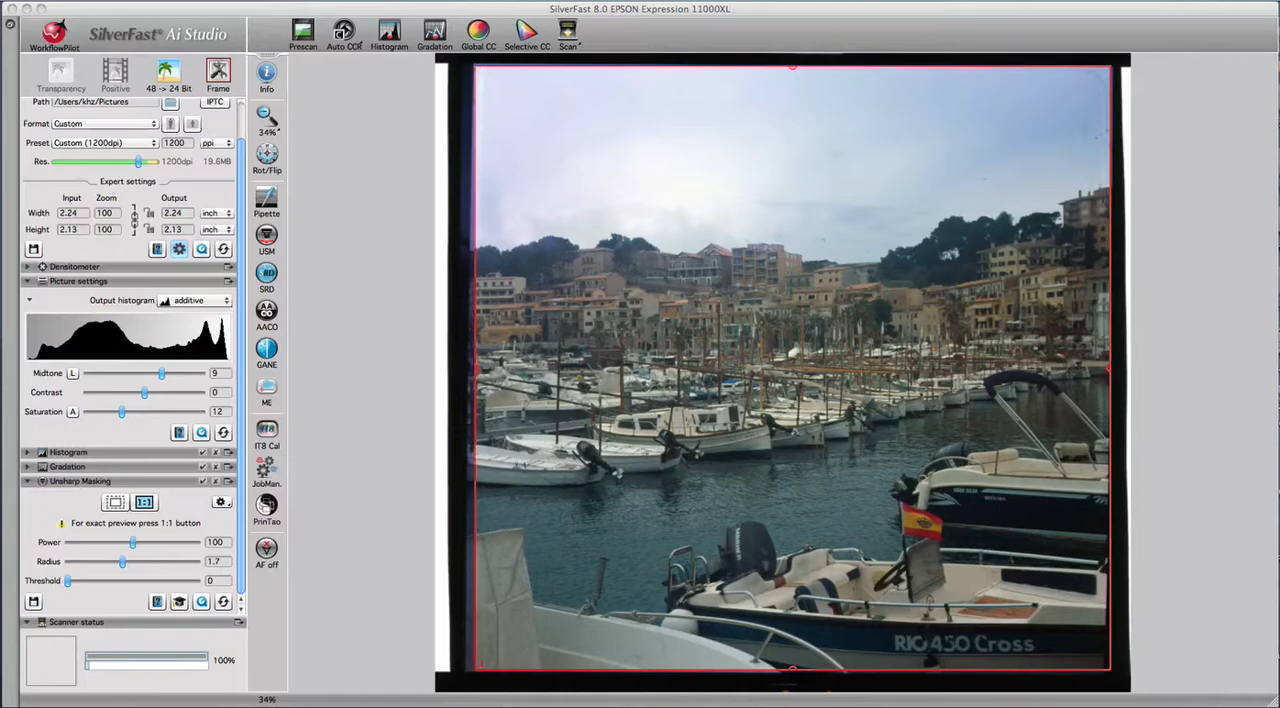 SilverFast 8.0 EPSON Expression 11000XL
WorkflowPilot
SilverFast® Ai Studio
Prescan
Auto CCR
Histogram
Gradation
Global CC
Selective CC
Scan
Transparency
Positive
48 -> 24 Bit
Frame
Path /Users/khz/Pictures IPTC
Format Custom
Preset Custom (1200dpi) 1200 ppi
Res. 1200dpi 19.6MB
Expert settings
Input Zoom Output
Width 2.24 100 2.24 inch
Height 2.13 100 2.13 inch
Densitometer
Picture settings
Output histogram additive
Midtone L 9
Contrast 0
Saturation A 12
Histogram
Gradation
Unsharp Masking
1:1
For exact preview press 1:1 button
Power 100
Radius 1.7
Threshold 0
Scanner status
100%
Info
34%
Rot/Flip
Pipette
USM
SRD
AACO
GANE
ME
IT8 Cal
JobMan.
PrinTao
AF off
34%
RIO 450 Cross